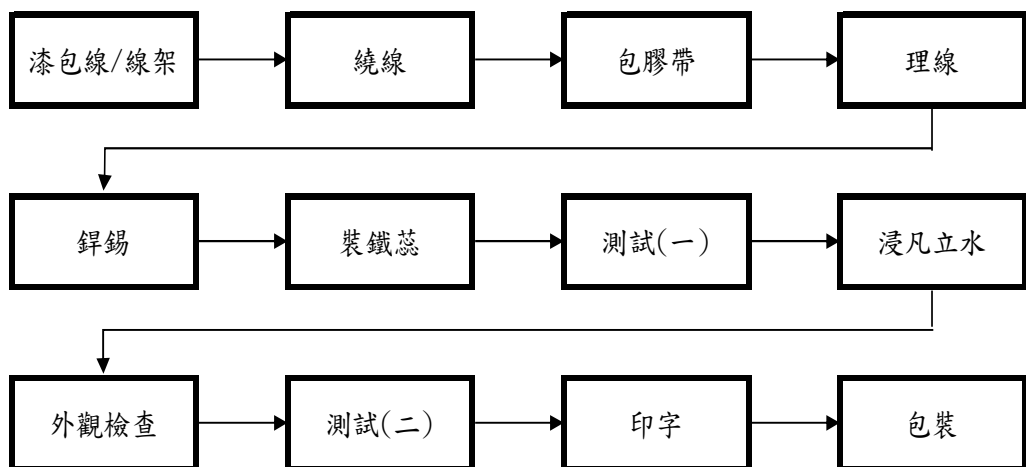 漆包線/線架
繞線
包膠帶
理線
銲錫
裝鐵蕊
測試(一)
浸凡立水
外觀檢查
測試(二)
印字
包裝